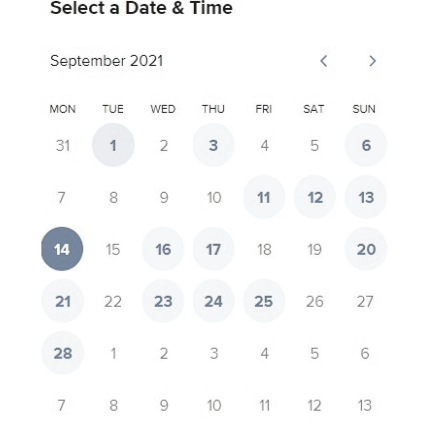 Select a Date & Time
September 2021
MON TUE WED THU FRI SAT SUN
31 1 2 3 4 5 6
7 8 9 10 11 12 13
14 15 16 17 18 19 20
21 22 23 24 25 26 27
28 1 2 3 4 5 6
7 8 9 10 11 12 13